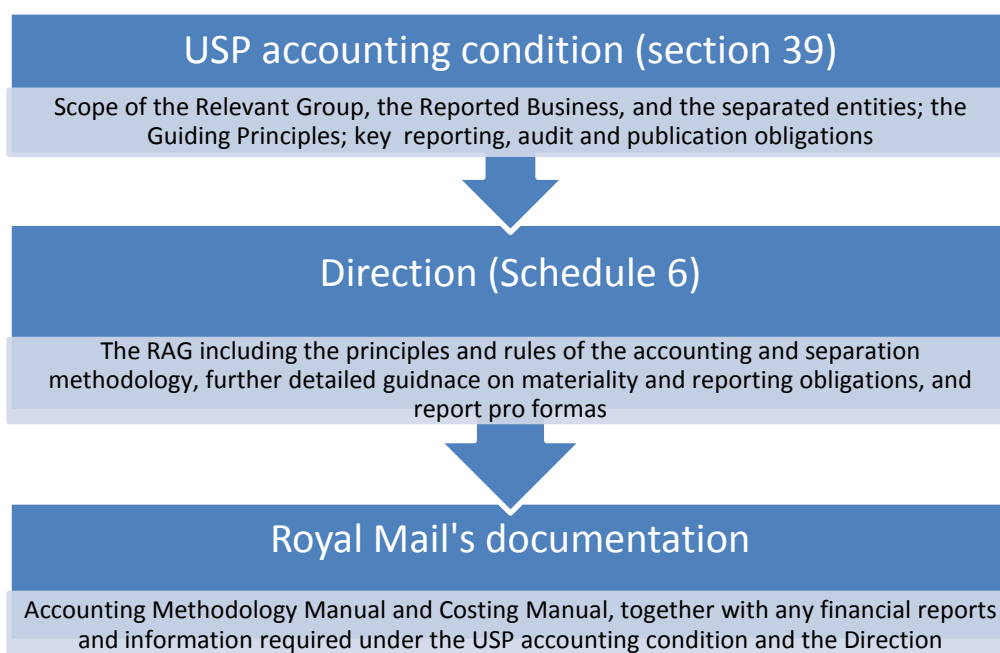 USP accounting condition (section 39)
Scope of the Relevant Group, the Reported Business, and the separated entities; the
Guiding Principles; key  reporting, audit and publication obligations
Direction (Schedule 6)
The RAG including the principles and rules of the accounting and separation
methodology, further detailed guidnace on materiality and reporting obligations, and
report pro formas
Royal Mail's documentation
Accounting Methodology Manual and Costing Manual, together with any financial reports
and information required under the USP accounting condition and the Direction